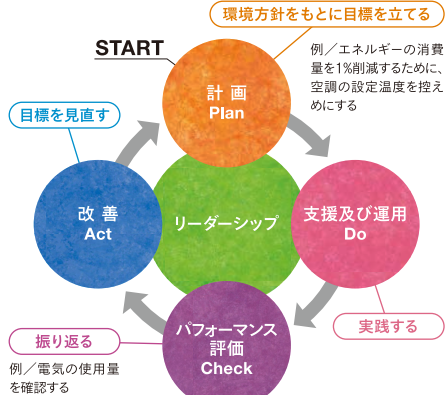 環境方針をもとに目標を立てる
START
例／エネルギーの消費
量を1%削減するために、
空調の設定温度を控え
めにする
計画
Plan
目標を見直す
改善
Act
リーダーシップ
支援及び運用
Do
実践する
パフォーマンス
評価
Check
振り返る
例／電気の使用量
を確認する